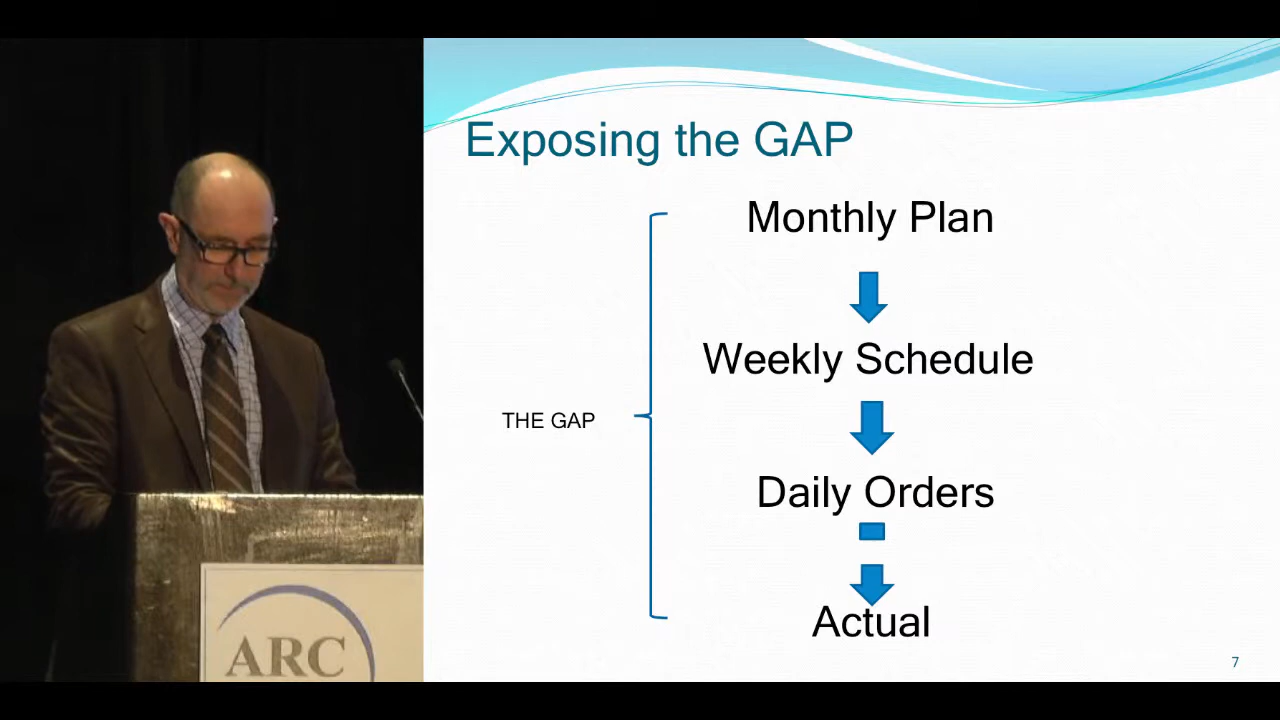 Exposing the GAP
Monthly Plan
Weekly Schedule
THE GAP
Daily Orders
Actual
ARC
7